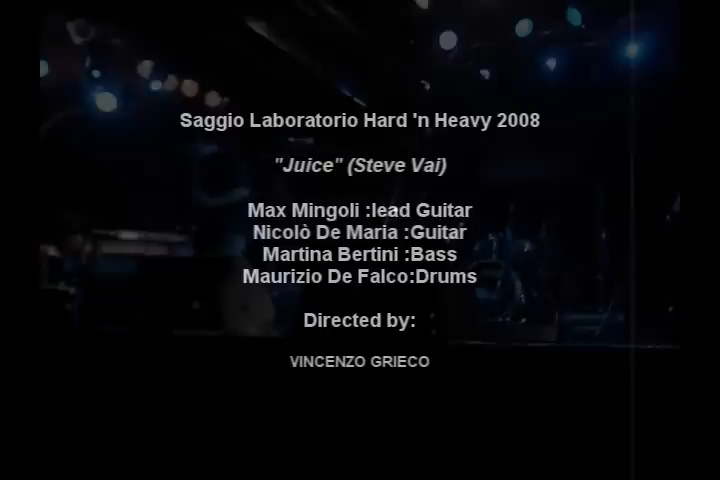 Saggio Laboratorio Hard 'n Heavy 2008
"Juice" (Steve Vai)
Max Mingoli :lead Guitar
Nicolò De Maria :Guitar
Martina Bertini :Bass
Maurizio De Falco:Drums
Directed by:
VINCENZO GRIECO